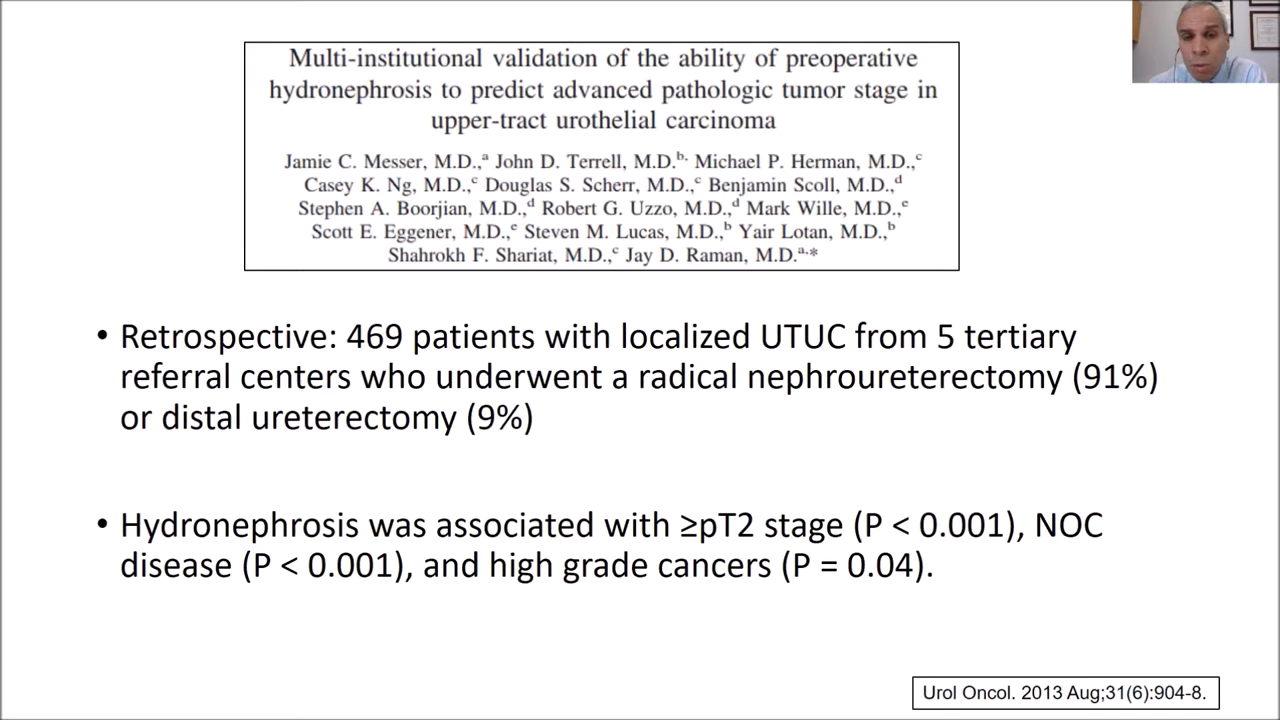 Multi-institutional validation of the ability of preoperative
hydronephrosis to predict advanced pathologic tumor stage in
upper-tract urothelial carcinoma
Jamie C. Messer, M.D.,ᵃ John D. Terrell, M.D.ᵇ, Michael P. Herman, M.D.,ᶜ
Casey K. Ng, M.D.,ᶜ Douglas S. Scherr, M.D.,ᶜ Benjamin Scoll, M.D.,ᵈ
Stephen A. Boorjian, M.D.,ᵈ Robert G. Uzzo, M.D.,ᵈ Mark Wille, M.D.,ᵉ
Scott E. Eggener, M.D.,ᵉ Steven M. Lucas, M.D.,ᵇ Yair Lotan, M.D.,ᵇ
Shahrokh F. Shariat, M.D.,ᶜ Jay D. Raman, M.D.ᵃ,*
• Retrospective: 469 patients with localized UTUC from 5 tertiary
referral centers who underwent a radical nephroureterectomy (91%)
or distal ureterectomy (9%)
• Hydronephrosis was associated with ≥pT2 stage (P < 0.001), NOC
disease (P < 0.001), and high grade cancers (P = 0.04).
Urol Oncol. 2013 Aug;31(6):904-8.